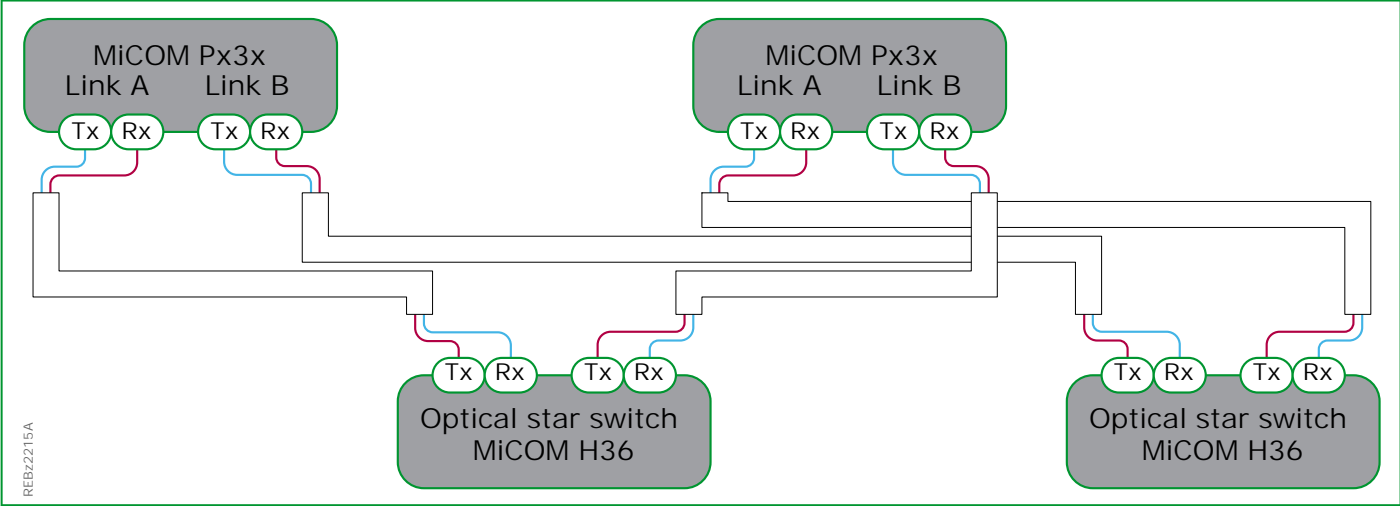 MiCOM Px3x
Link A Link B
Tx Rx Tx Rx
MiCOM Px3x
Link A Link B
Tx Rx Tx Rx
Tx Rx Tx Rx
Optical star switch
MiCOM H36
Tx Rx Tx Rx
Optical star switch
MiCOM H36
REBz2215A